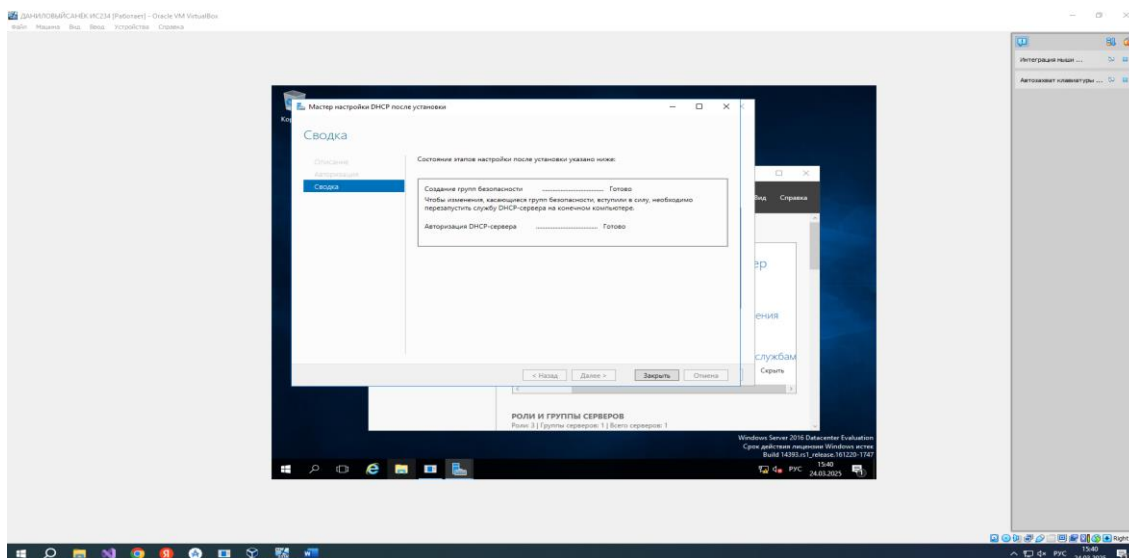 ДАНИЛОВЫЙСАНЁК ИС234 [Работает] - Oracle VM VirtualBox
Файл Машина Вид Ввод Устройства Справка
Интеграция мыши ...
Автозахват клавиатуры ...
Мастер настройки DHCP после установки
Сводка
Описание
Авторизация
Сводка
Состояние этапов настройки после установки указано ниже:
Создание групп безопасности ................................ Готово
Чтобы изменения, касающиеся групп безопасности, вступили в силу, необходимо
перезапустить службу DHCP-сервера на конечном компьютере.
Авторизация DHCP-сервера ................................ Готово
< Назад Далее > Закрыть Отмена
Вид Справка
ер
ения
службам
Скрыть
РОЛИ И ГРУППЫ СЕРВЕРОВ
Роли: 3 | Группы серверов: 1 | Всего серверов: 1
Windows Server 2016 Datacenter Evaluation
Срок действия лицензии Windows истек
Build 14393.rs1_release.161220-1747
РУС 15:40
24.03.2025
Right
РУС 15:40
24.03.2025